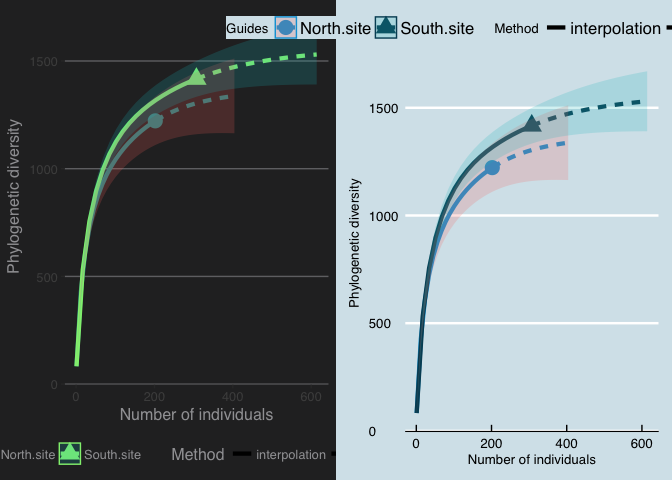 Guides North.site South.site Method interpolation
Phylogenetic diversity
1500
1000
500
0
0 200 400 600
Number of individuals
North.site South.site Method interpolation
Phylogenetic diversity
1500
1000
500
0
0 200 400 600
Number of individuals